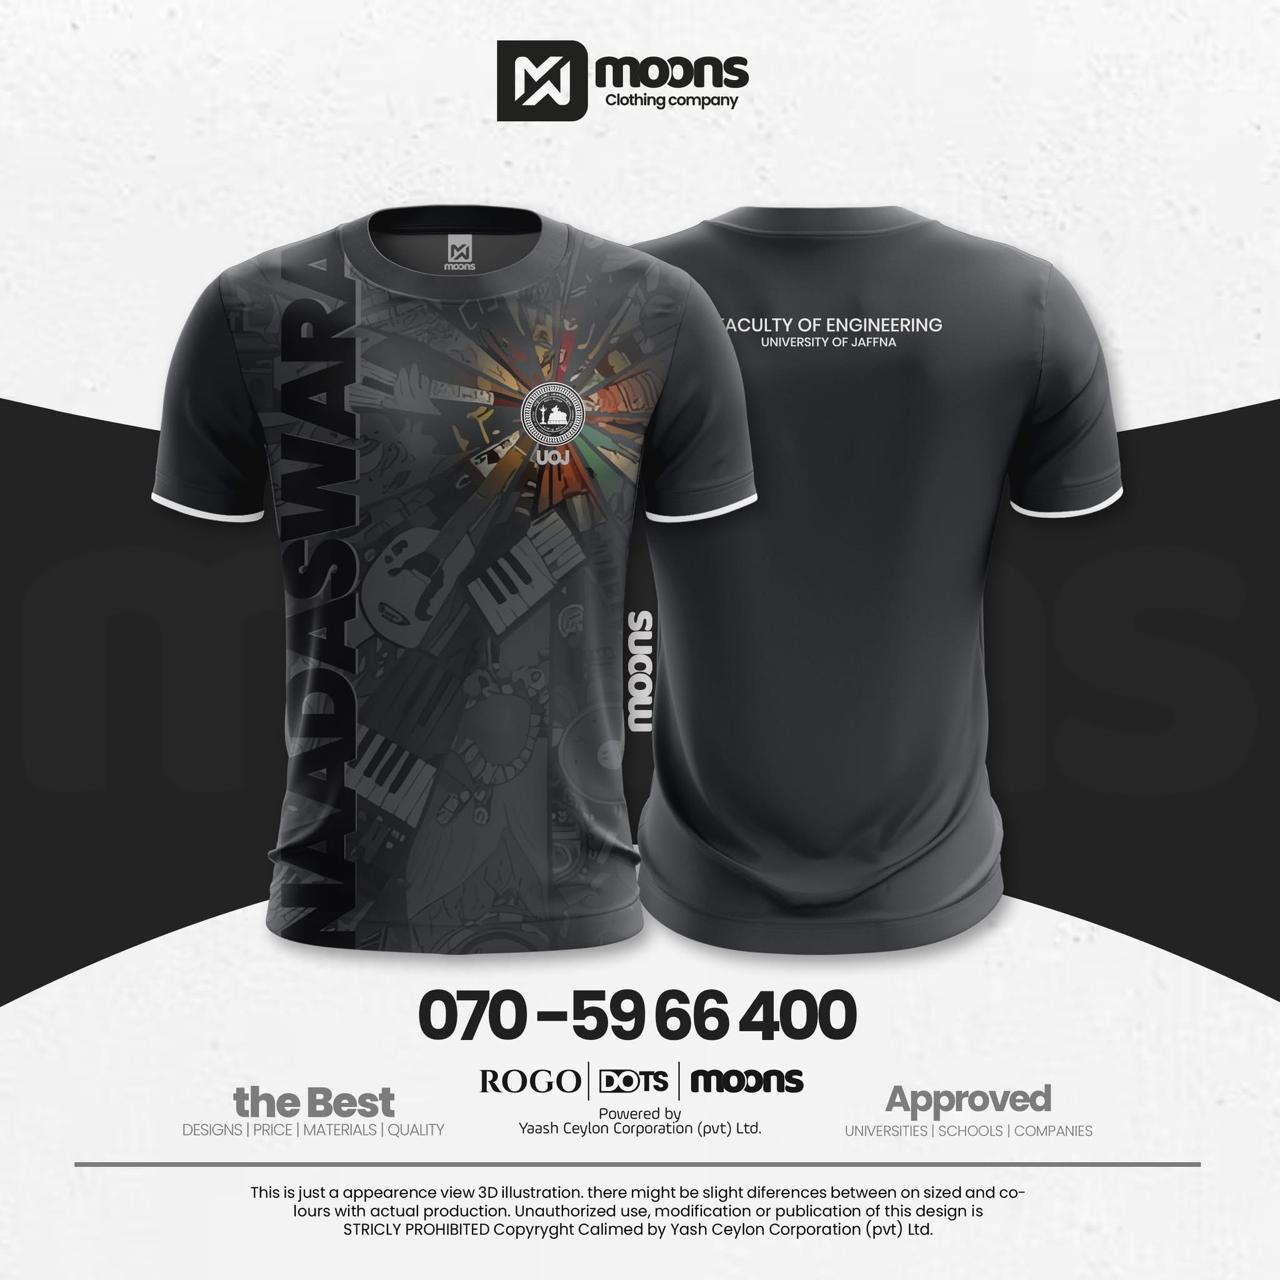 moons
Clothing company
moons
NAADASWARA
UOJ
FACULTY OF ENGINEERING
UNIVERSITY OF JAFFNA
moons
070 - 59 66 400
ROGO | DOTS | moons
Powered by
Yaash Ceylon Corporation (pvt) Ltd.
the Best
DESIGNS | PRICE | MATERIALS | QUALITY
Approved
UNIVERSITIES | SCHOOLS | COMPANIES
This is just a appearence view 3D illustration. there might be slight diferences between on sized and co-
lours with actual production. Unauthorized use, modification or publication of this design is
STRICLY PROHIBITED Copyryght Calimed by Yash Ceylon Corporation (pvt) Ltd.